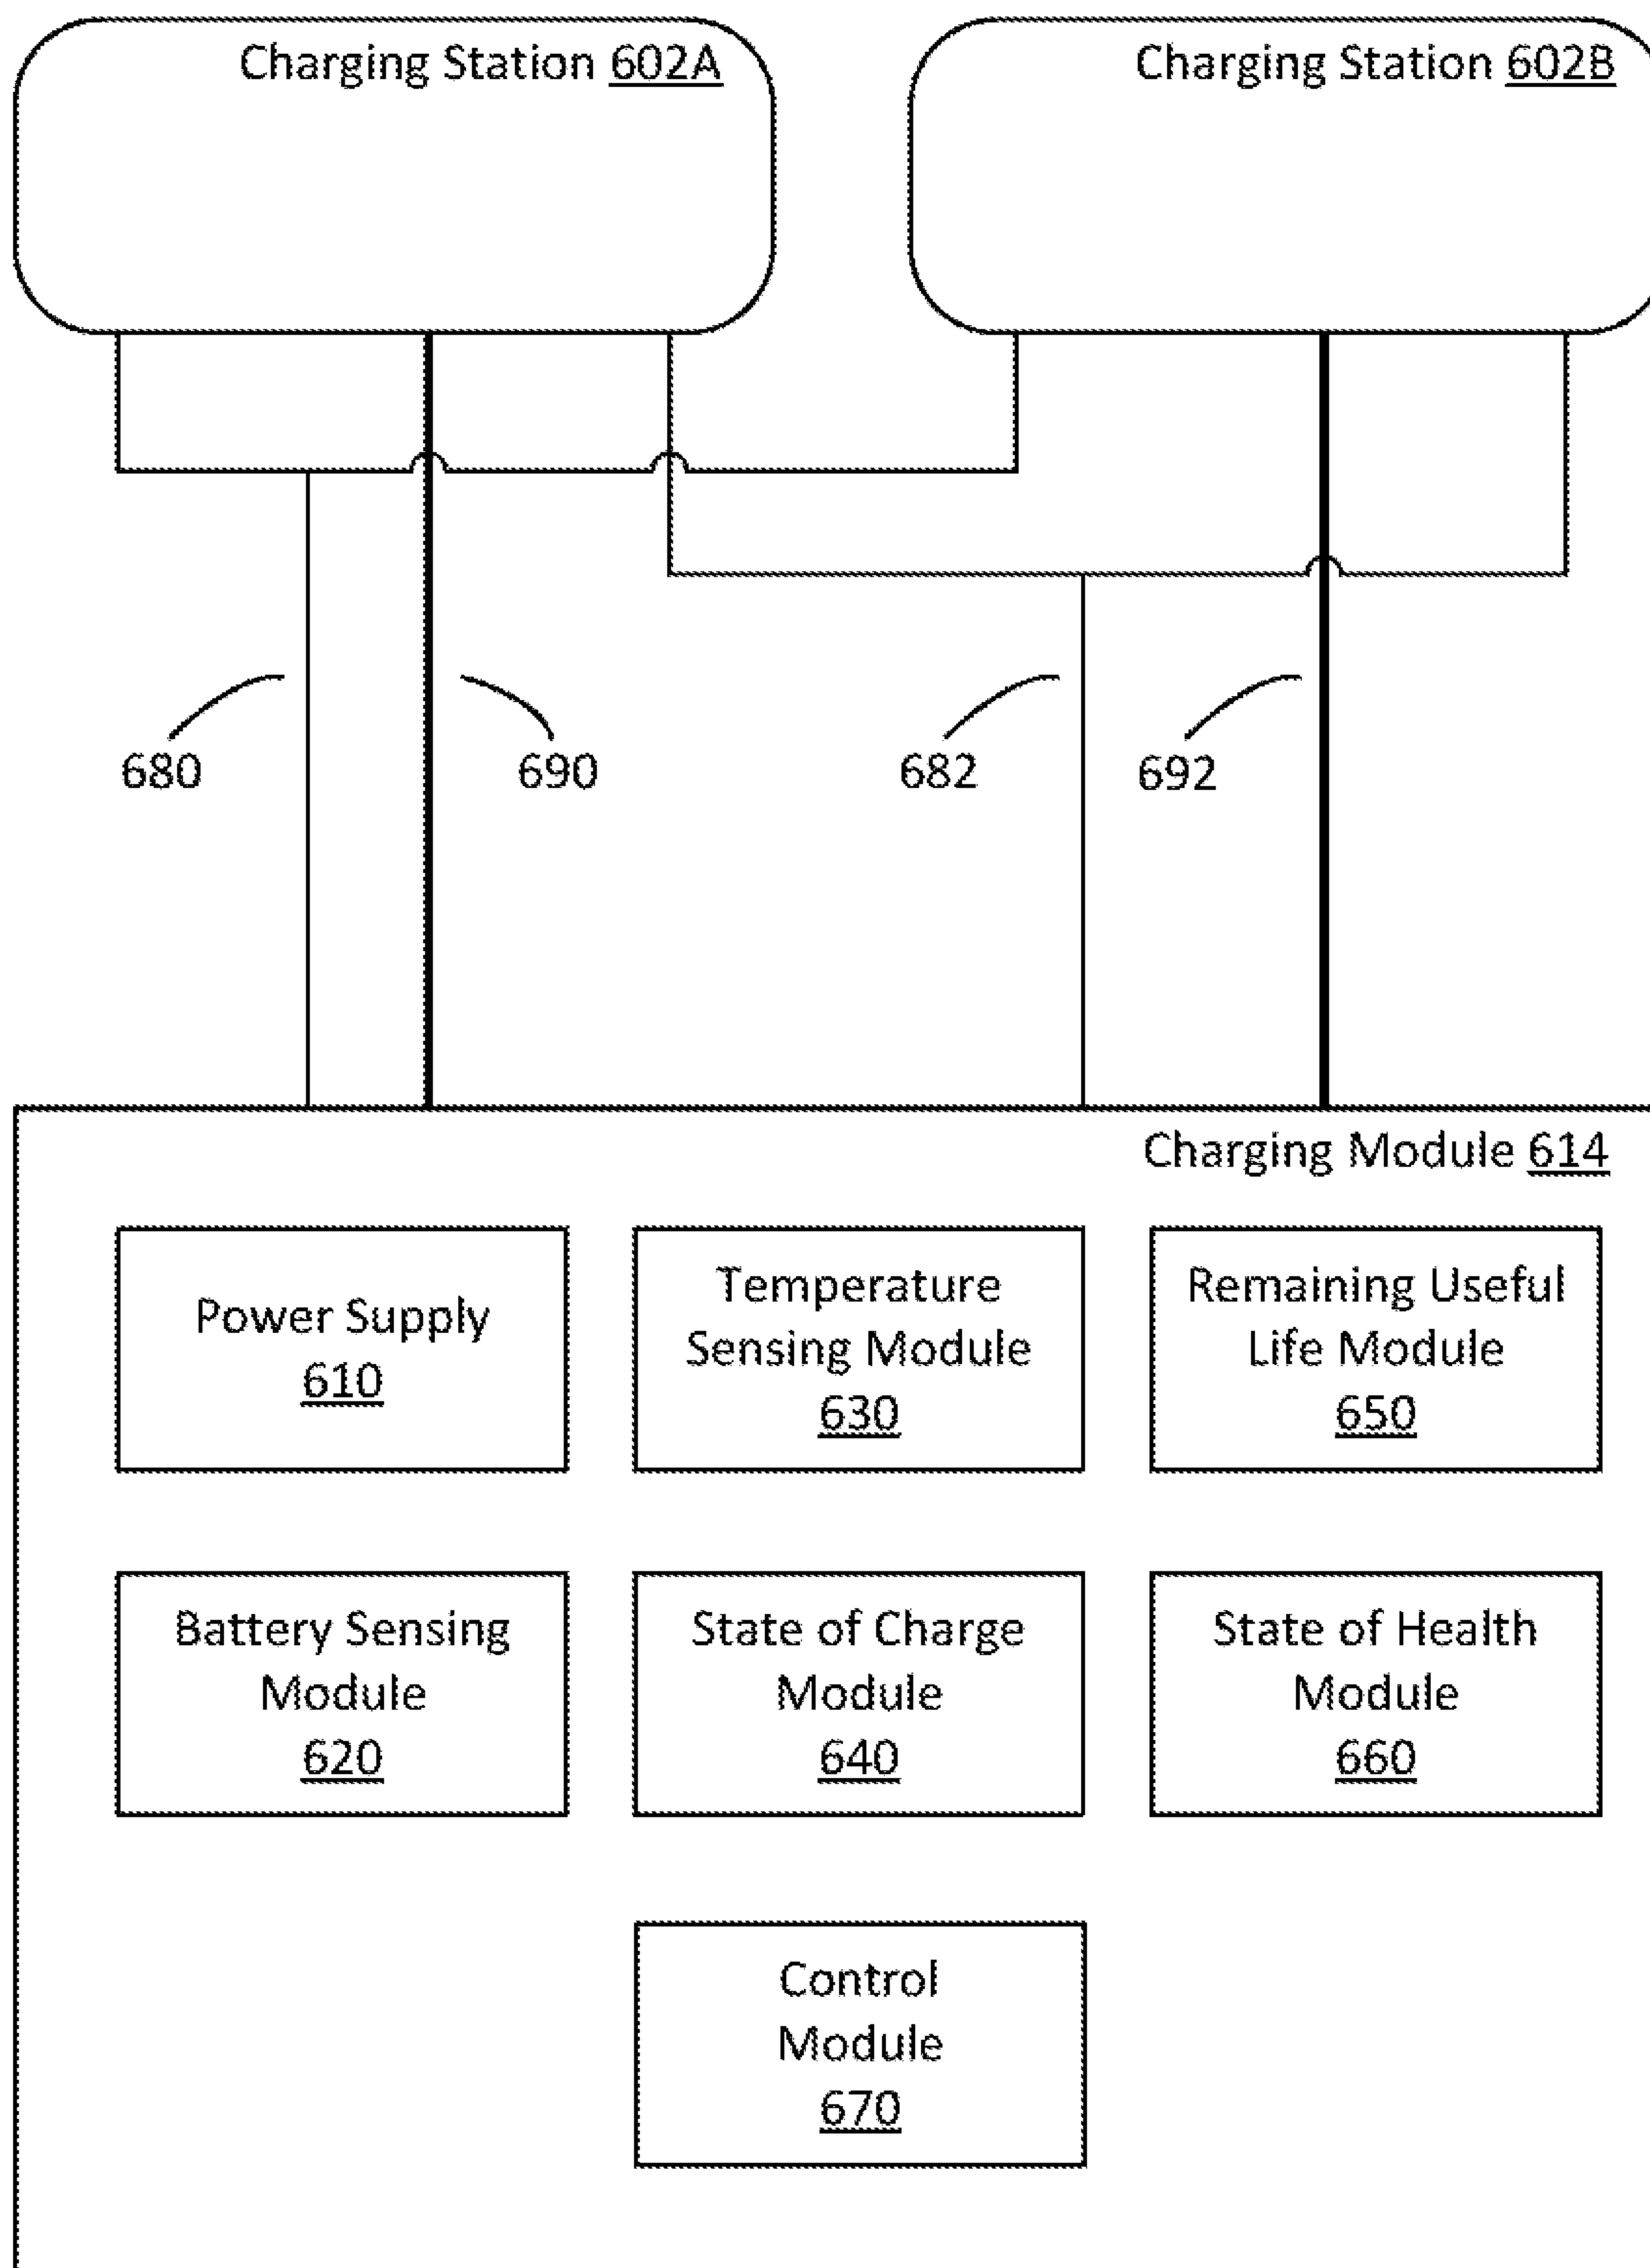 Charging Station 602A
Charging Station 602B
680
690
682
692
Charging Module 614
Power Supply
610
Temperature
Sensing Module
630
Remaining Useful
Life Module
650
Battery Sensing
Module
620
State of Charge
Module
640
State of Health
Module
660
Control
Module
670